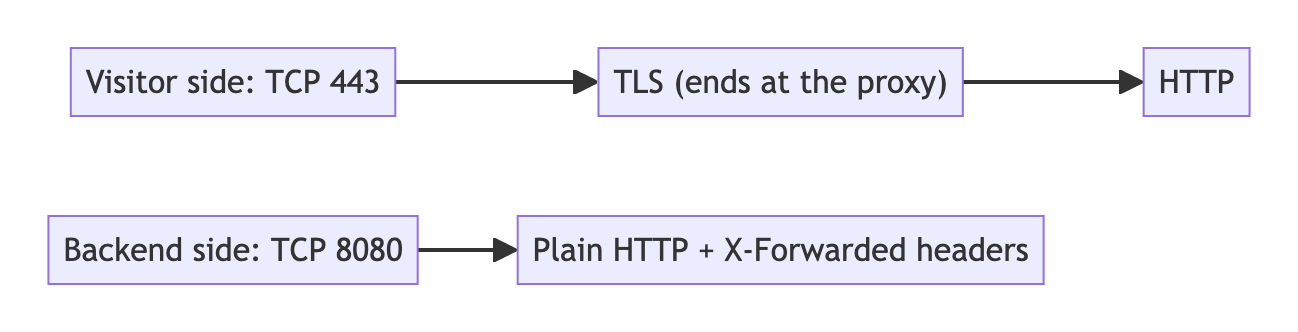 Visitor side: TCP 443
TLS (ends at the proxy)
HTTP
Backend side: TCP 8080
Plain HTTP + X-Forwarded headers